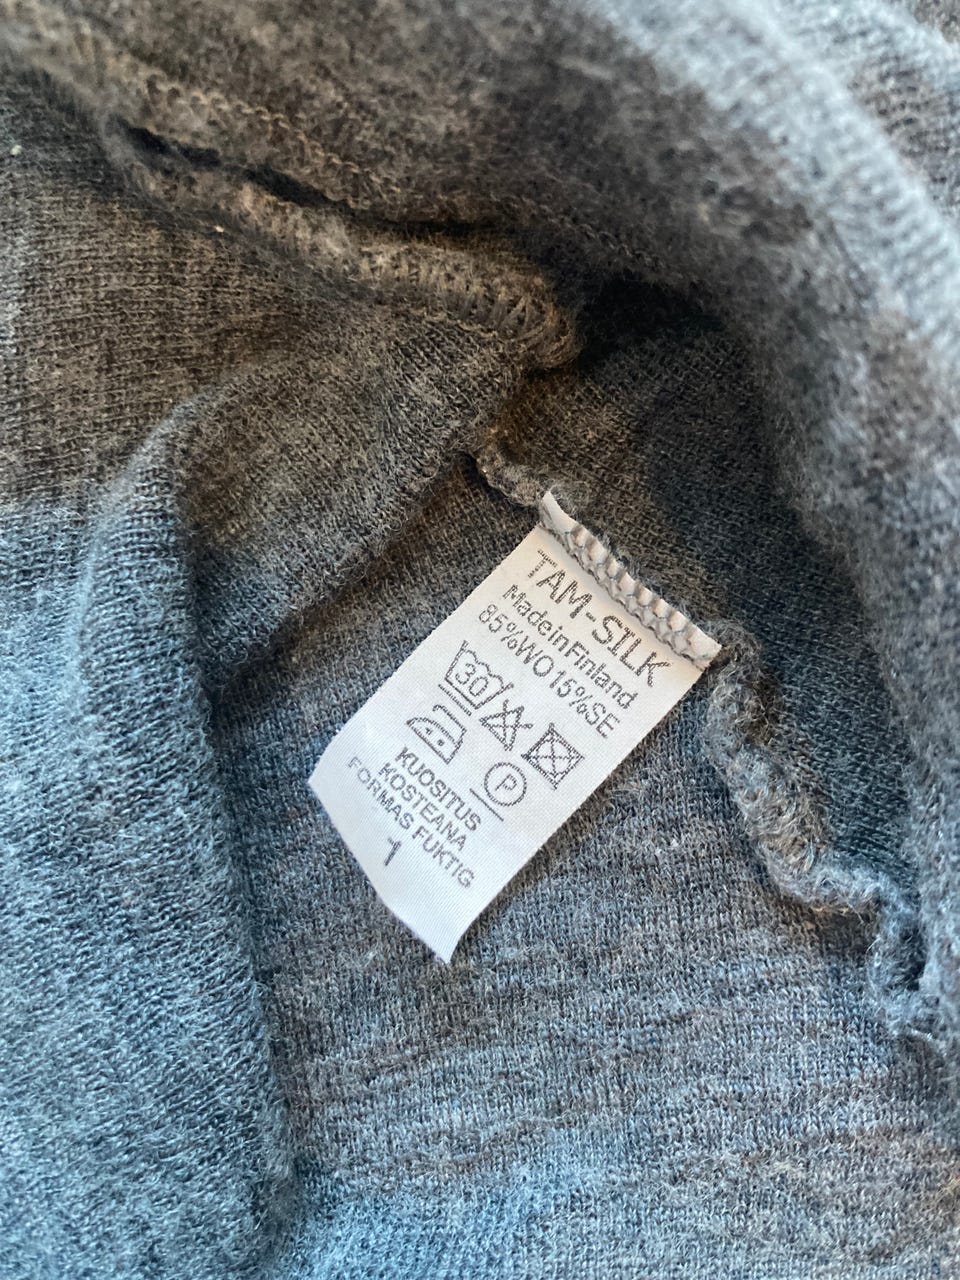 TAM-SILK
Made in Finland
85%WO15%SE
30
P
KUOSITUS
KOSTEANA
FORMAS FUKTIG
1